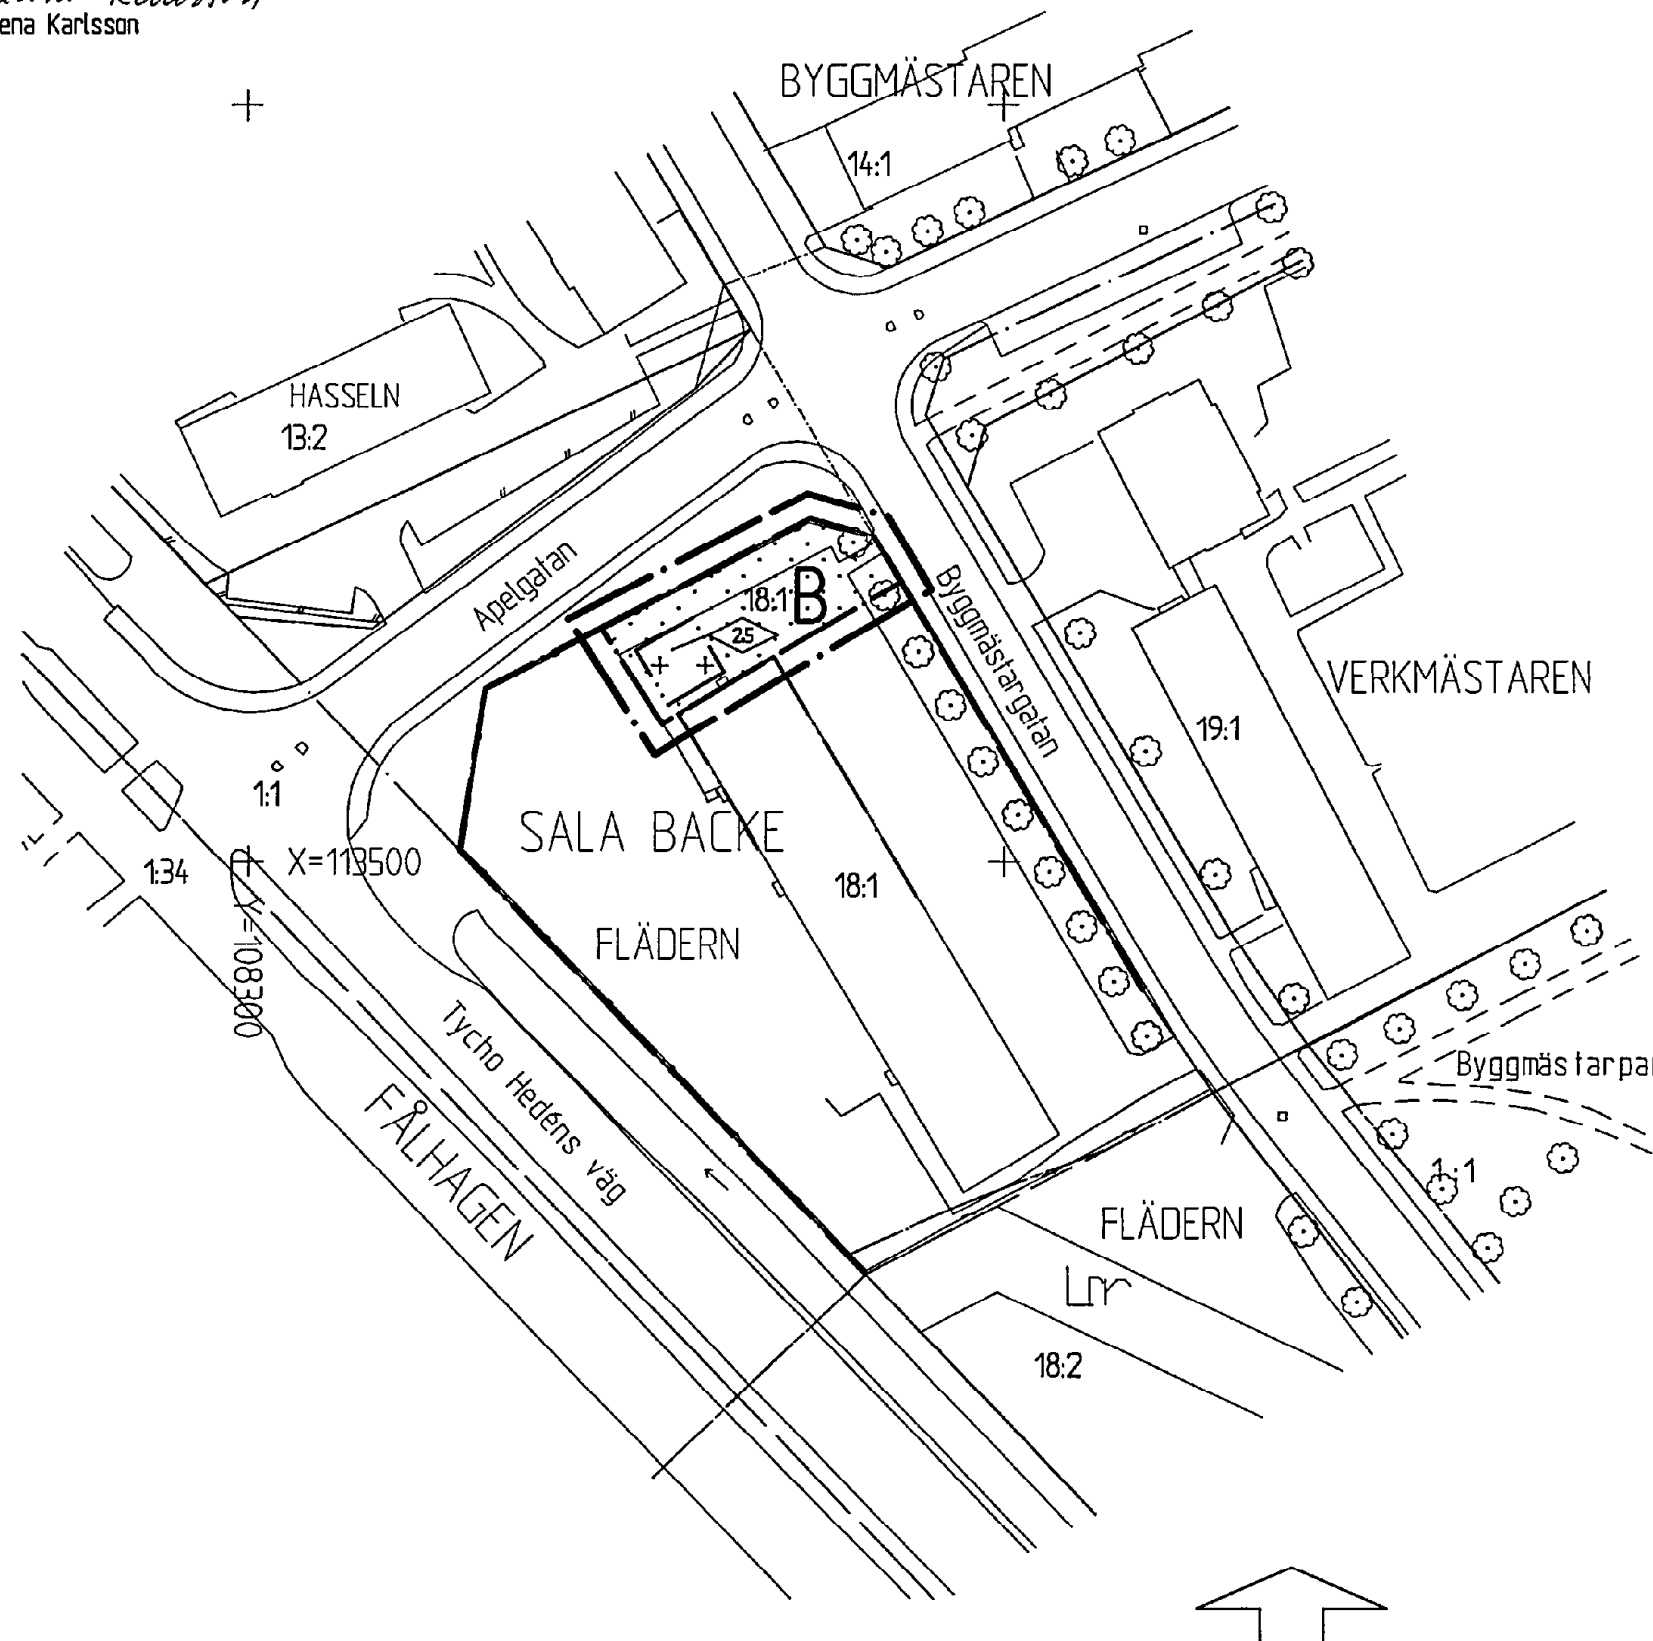 ena Karlsson
BYGGMÄSTAREN
14:1
HASSELN
13:2
Apelgatan
18:1
B
25
Byggmästargatan
VERKMÄSTAREN
19:1
1:1
SALA BACKE
1:34
X=113500
18:1
Y=108300
FLÄDERN
Tycho Hedéns väg
Byggmästarpa
FÅLHAGEN
1:1
FLÄDERN
Lnr
18:2